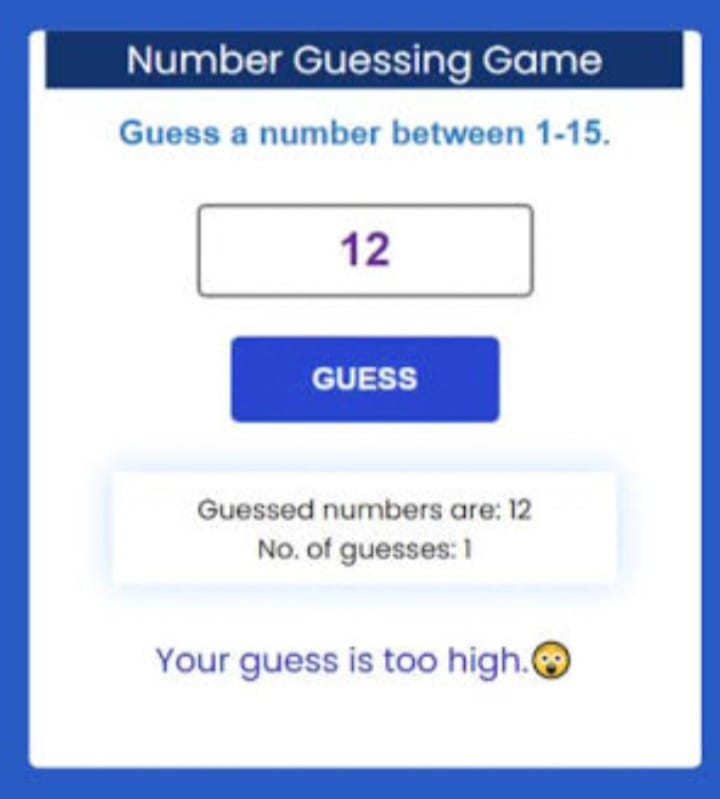 Number Guessing Game
Guess a number between 1-15.
12
GUESS
Guessed numbers are: 12
No. of guesses: 1
Your guess is too high.😲